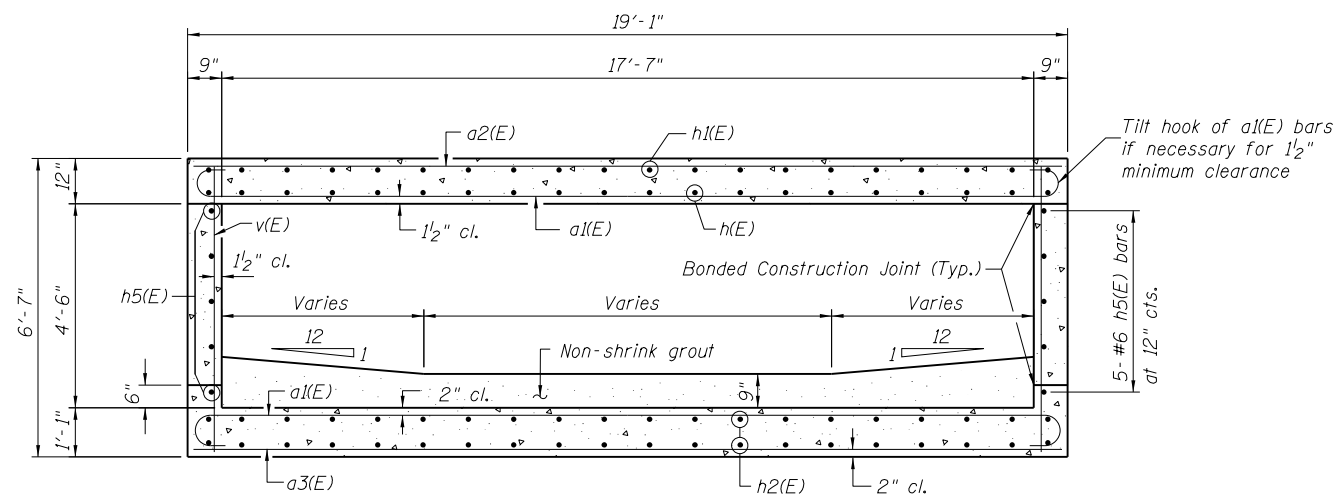 19'-1"
9"
17'-7"
9"
a2(E)
h1(E)
Tilt hook of a1(E) bars
if necessary for 1½"
minimum clearance
12"
v(E)
1½" cl.
a1(E)
h(E)
1½" cl.
Bonded Construction Joint (Typ.)
h5(E)
6'-7"
4'-6"
Varies
Varies
Varies
5-#6 h5(E) bars
at 12" cts.
12
1
Non-shrink grout
12
1
6"
a1(E)
2" cl.
9"
1'-1"
a3(E)
h2(E)
2" cl.